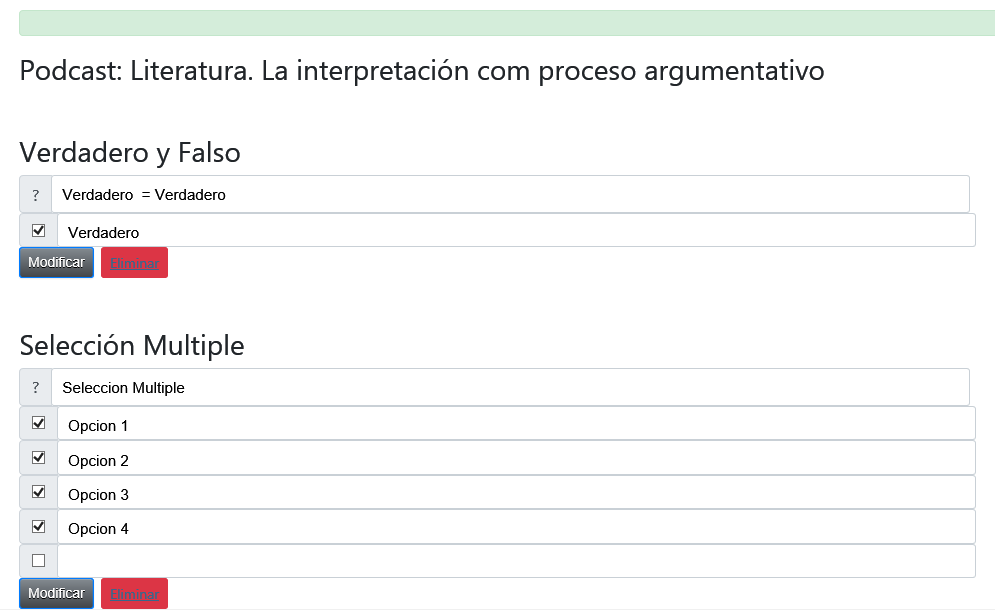 Podcast: Literatura. La interpretación com proceso argumentativo
Verdadero y Falso
? Verdadero = Verdadero
Verdadero
Modificar Eliminar
Selección Multiple
? Seleccion Multiple
Opcion 1
Opcion 2
Opcion 3
Opcion 4
Modificar Eliminar